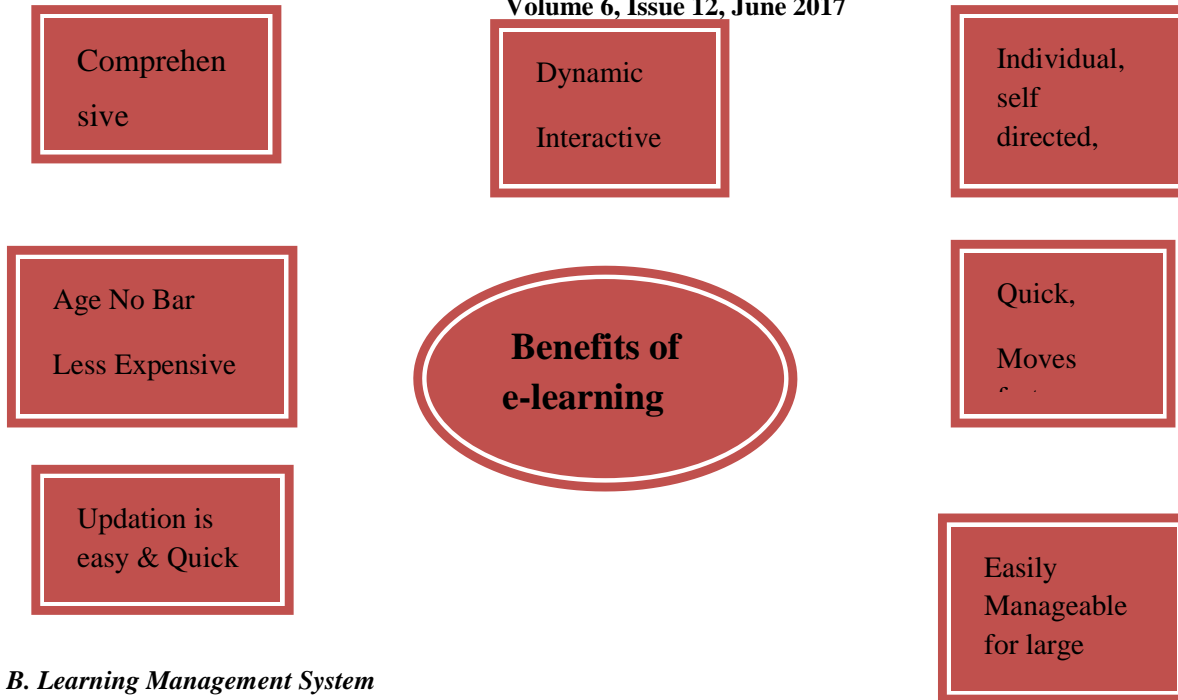 Volume 6, Issue 12, June 2017
Comprehen
sive
Dynamic
Interactive
Individual,
self
directed,
Age No Bar
Less Expensive
Benefits of
e-learning
Quick,
Moves
Updation is
easy & Quick
Easily
Manageable
for large
B. Learning Management System